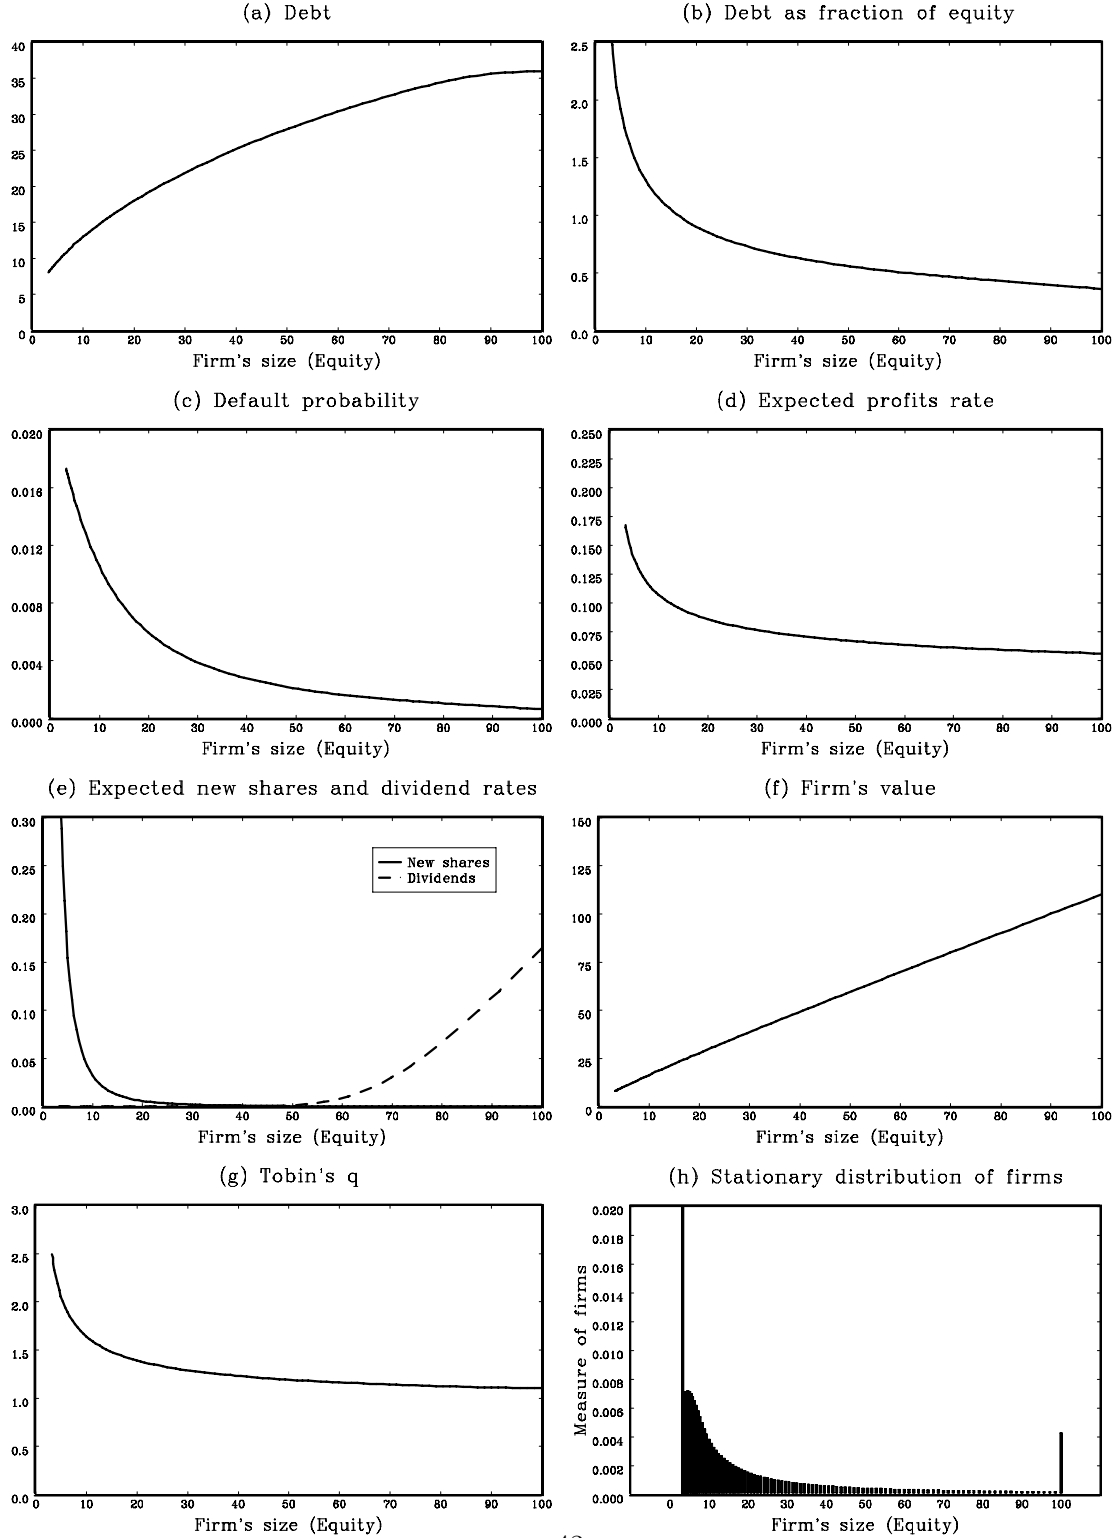 (a) Debt
40
35
30
25
20
15
10
5
0
0 10 20 30 40 50 60 70 80 90 100
Firm's size (Equity)
(b) Debt as fraction of equity
2.5
2.0
1.5
1.0
0.5
0.0
0 10 20 30 40 50 60 70 80 90 100
Firm's size (Equity)
(c) Default probability
0.020
0.016
0.012
0.008
0.004
0.000
0 10 20 30 40 50 60 70 80 90 100
Firm's size (Equity)
(d) Expected profits rate
0.250
0.225
0.200
0.175
0.150
0.125
0.100
0.075
0.050
0.025
0.000
0 10 20 30 40 50 60 70 80 90 100
Firm's size (Equity)
(e) Expected new shares and dividend rates
0.30
0.25
0.20
0.15
0.10
0.05
0.00
New shares
Dividends
0 10 20 30 40 50 60 70 80 90 100
Firm's size (Equity)
(f) Firm's value
150
125
100
75
50
25
0
0 10 20 30 40 50 60 70 80 90 100
Firm's size (Equity)
(g) Tobin's q
3.0
2.5
2.0
1.5
1.0
0.5
0.0
0 10 20 30 40 50 60 70 80 90 100
Firm's size (Equity)
(h) Stationary distribution of firms
Measure of firms
0.020
0.018
0.016
0.014
0.012
0.010
0.008
0.006
0.004
0.002
0.000
0 10 20 30 40 50 60 70 80 90 100
Firm's size (Equity)